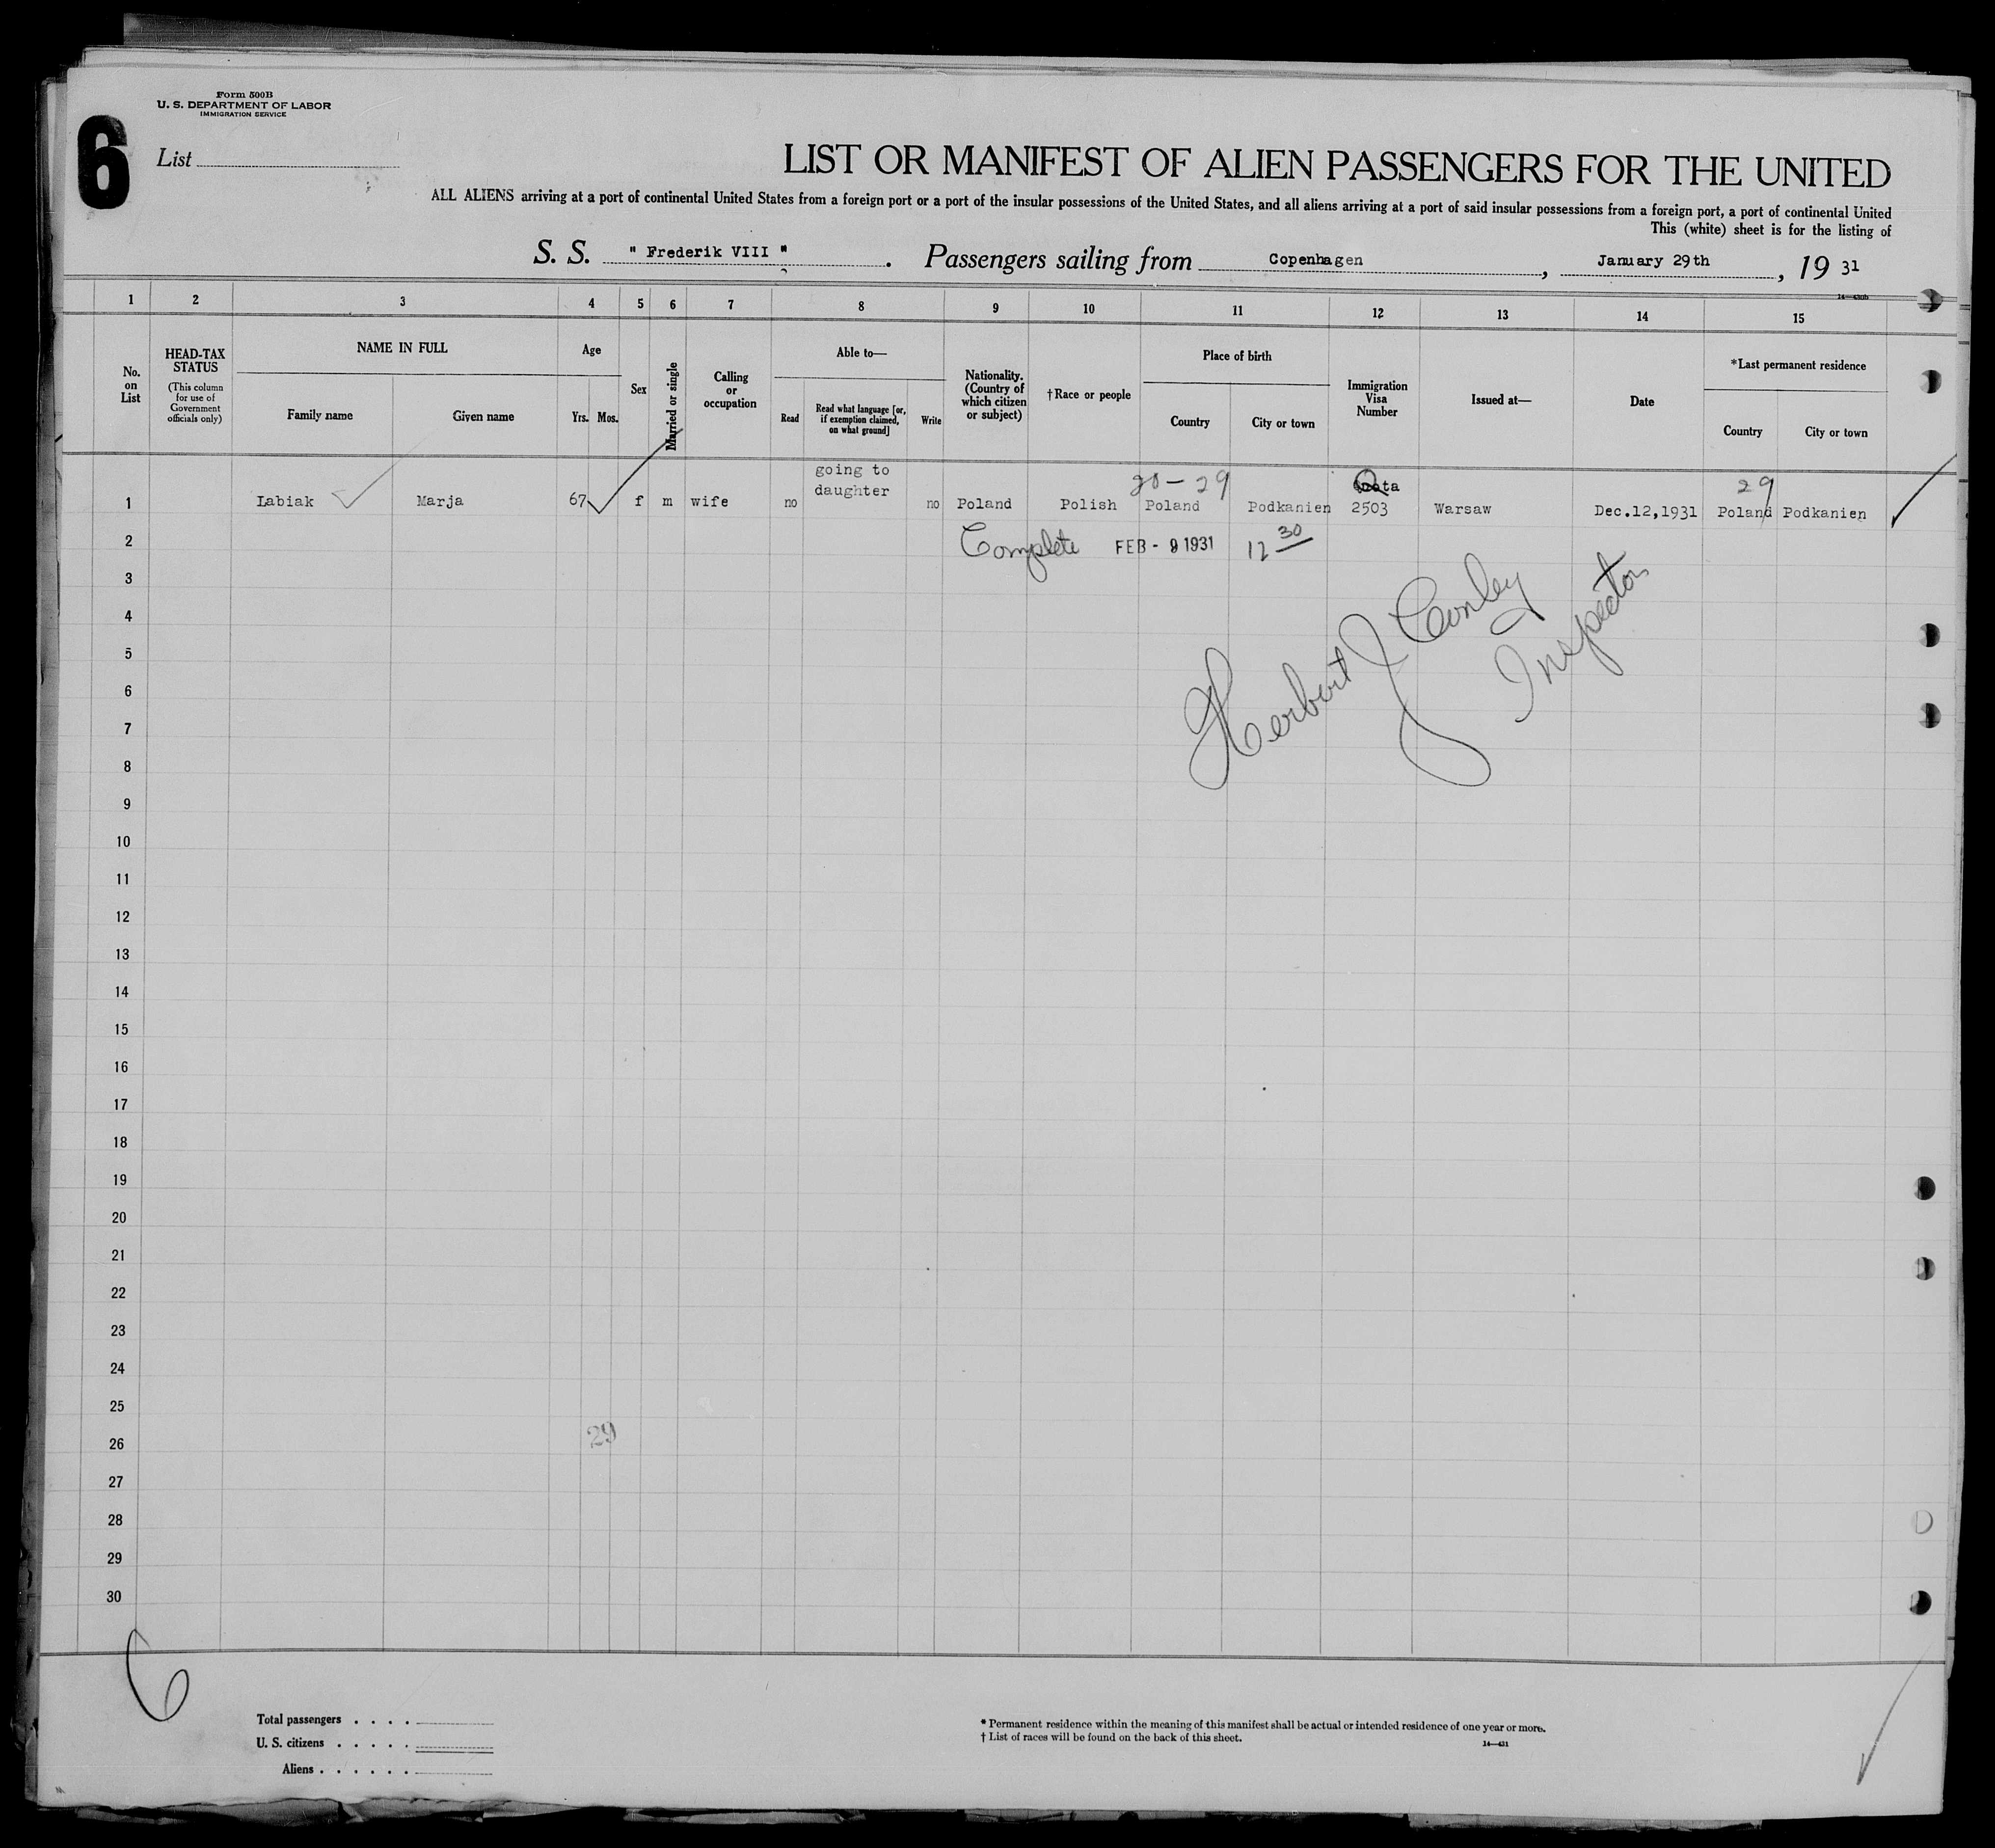 Form 500B
U. S. DEPARTMENT OF LABOR
IMMIGRATION SERVICE
6
List
LIST OR MANIFEST OF ALIEN PASSENGERS FOR THE UNITED
ALL ALIENS arriving at a port of continental United States from a foreign port or a port of the insular possessions of the United States, and all aliens arriving at a port of said insular possessions from a foreign port, a port of continental United
This (white) sheet is for the listing of
S. S. " Frederik VIII ". Passengers sailing from Copenhagen, January 29th, 19 31
1 2 3 4 5 6 7 8 9 10 11 12 13 14 15
No. on List
HEAD-TAX STATUS
(This column for use of Government officials only)
NAME IN FULL
Family name Given name
Age
Yrs. Mos.
Sex
Married or single
Calling or occupation
Able to—
Read
Read what language [or, if exemption claimed, on what ground]
Write
Nationality. (Country of which citizen or subject)
†Race or people
Place of birth
Country City or town
Immigration Visa Number
Issued at—
Date
*Last permanent residence
Country City or town
going to
daughter
20-29
29
1 Labiak Marja 67 f m wife no no Poland Polish Poland Podkanien 2503 Warsaw Dec.12,1931 Poland Podkanien
2 Complete FEB - 9 1931 12 30
3
4
5
6
7
8
9
10
11
12
13
14
15
16
17
18
19
20
21
22
23
24
25
26
27
28
29
30
Herbert J Conley
Inspector
29
6
Total passengers . . . .
U. S. citizens . . . . .
Aliens . . . . . .
* Permanent residence within the meaning of this manifest shall be actual or intended residence of one year or more.
† List of races will be found on the back of this sheet.
14—431